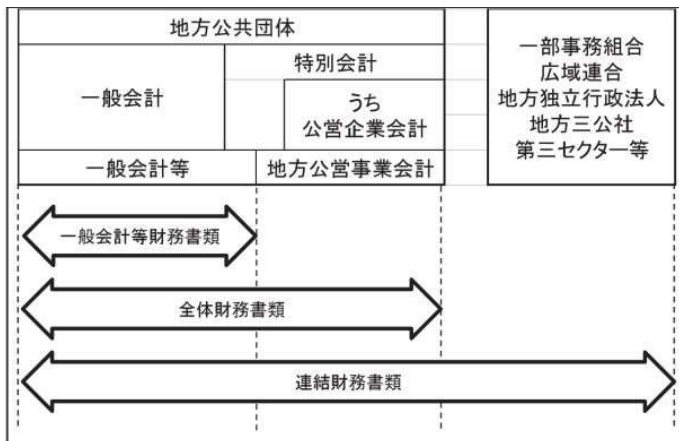 地方公共団体
一般会計
特別会計
うち
公営企業会計
一般会計等
地方公営事業会計
一部事務組合
広域連合
地方独立行政法人
地方三公社
第三セクター等
一般会計等財務書類
全体財務書類
連結財務書類